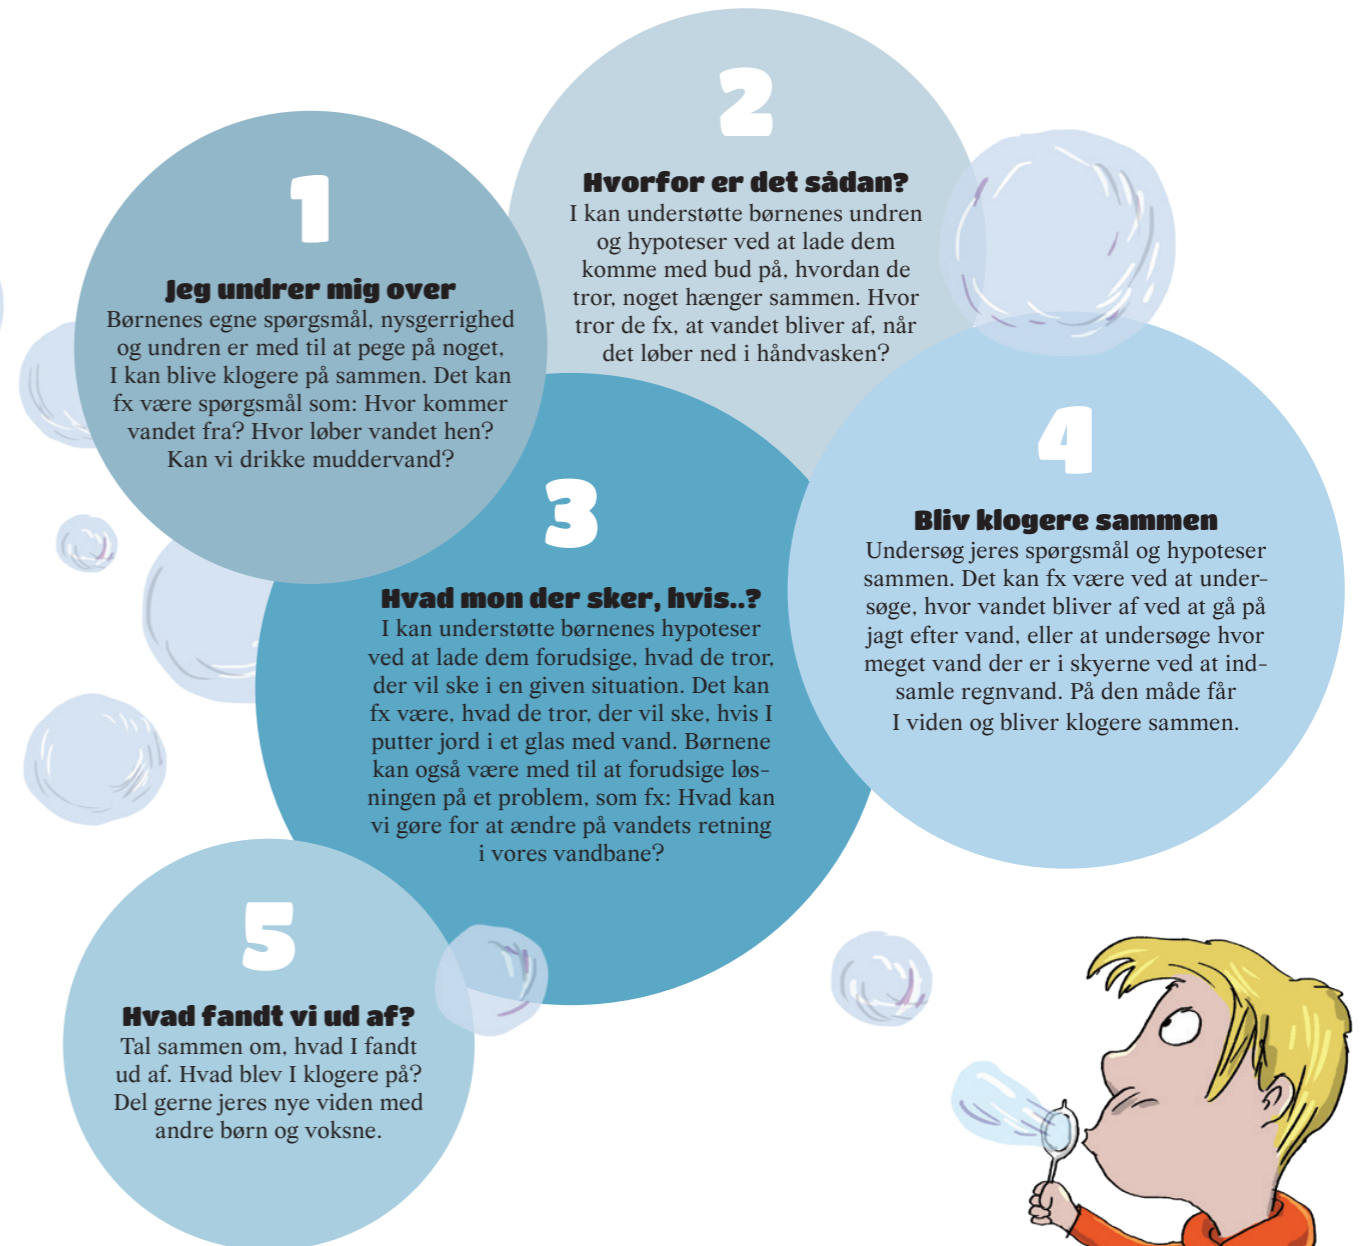 1
Jeg undrer mig over
Børnenes egne spørgsmål, nysgerrighed
og undren er med til at pege på noget,
I kan blive klogere på sammen. Det kan
fx være spørgsmål som: Hvor kommer
vandet fra? Hvor løber vandet hen?
Kan vi drikke muddervand?
2
Hvorfor er det sådan?
I kan understøtte børnenes undren
og hypoteser ved at lade dem
komme med bud på, hvordan de
tror, noget hænger sammen. Hvor
tror de fx, at vandet bliver af, når
det løber ned i håndvasken?
3
Hvad mon der sker, hvis..?
I kan understøtte børnenes hypoteser
ved at lade dem forudsige, hvad de tror,
der vil ske i en given situation. Det kan
fx være, hvad de tror, der vil ske, hvis I
putter jord i et glas med vand. Børnene
kan også være med til at forudsige løs-
ningen på et problem, som fx: Hvad kan
vi gøre for at ændre på vandets retning
i vores vandbane?
4
Bliv klogere sammen
Undersøg jeres spørgsmål og hypoteser
sammen. Det kan fx være ved at under-
søge, hvor vandet bliver af ved at gå på
jagt efter vand, eller at undersøge hvor
meget vand der er i skyerne ved at ind-
samle regnvand. På den måde får
I viden og bliver klogere sammen.
5
Hvad fandt vi ud af?
Tal sammen om, hvad I fandt
ud af. Hvad blev I klogere på?
Del gerne jeres nye viden med
andre børn og voksne.